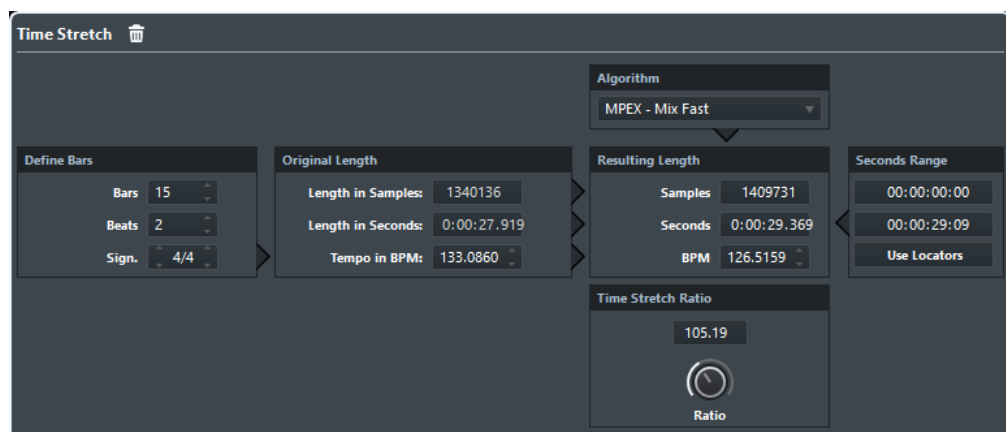 Time Stretch
Algorithm
MPEX - Mix Fast
Define Bars
Bars 15
Beats 2
Sign. 4/4
Original Length
Length in Samples: 1340136
Length in Seconds: 0:00:27.919
Tempo in BPM: 133.0860
Resulting Length
Samples 1409731
Seconds 0:00:29.369
BPM 126.5159
Seconds Range
00:00:00:00
00:00:29:09
Use Locators
Time Stretch Ratio
105.19
Ratio